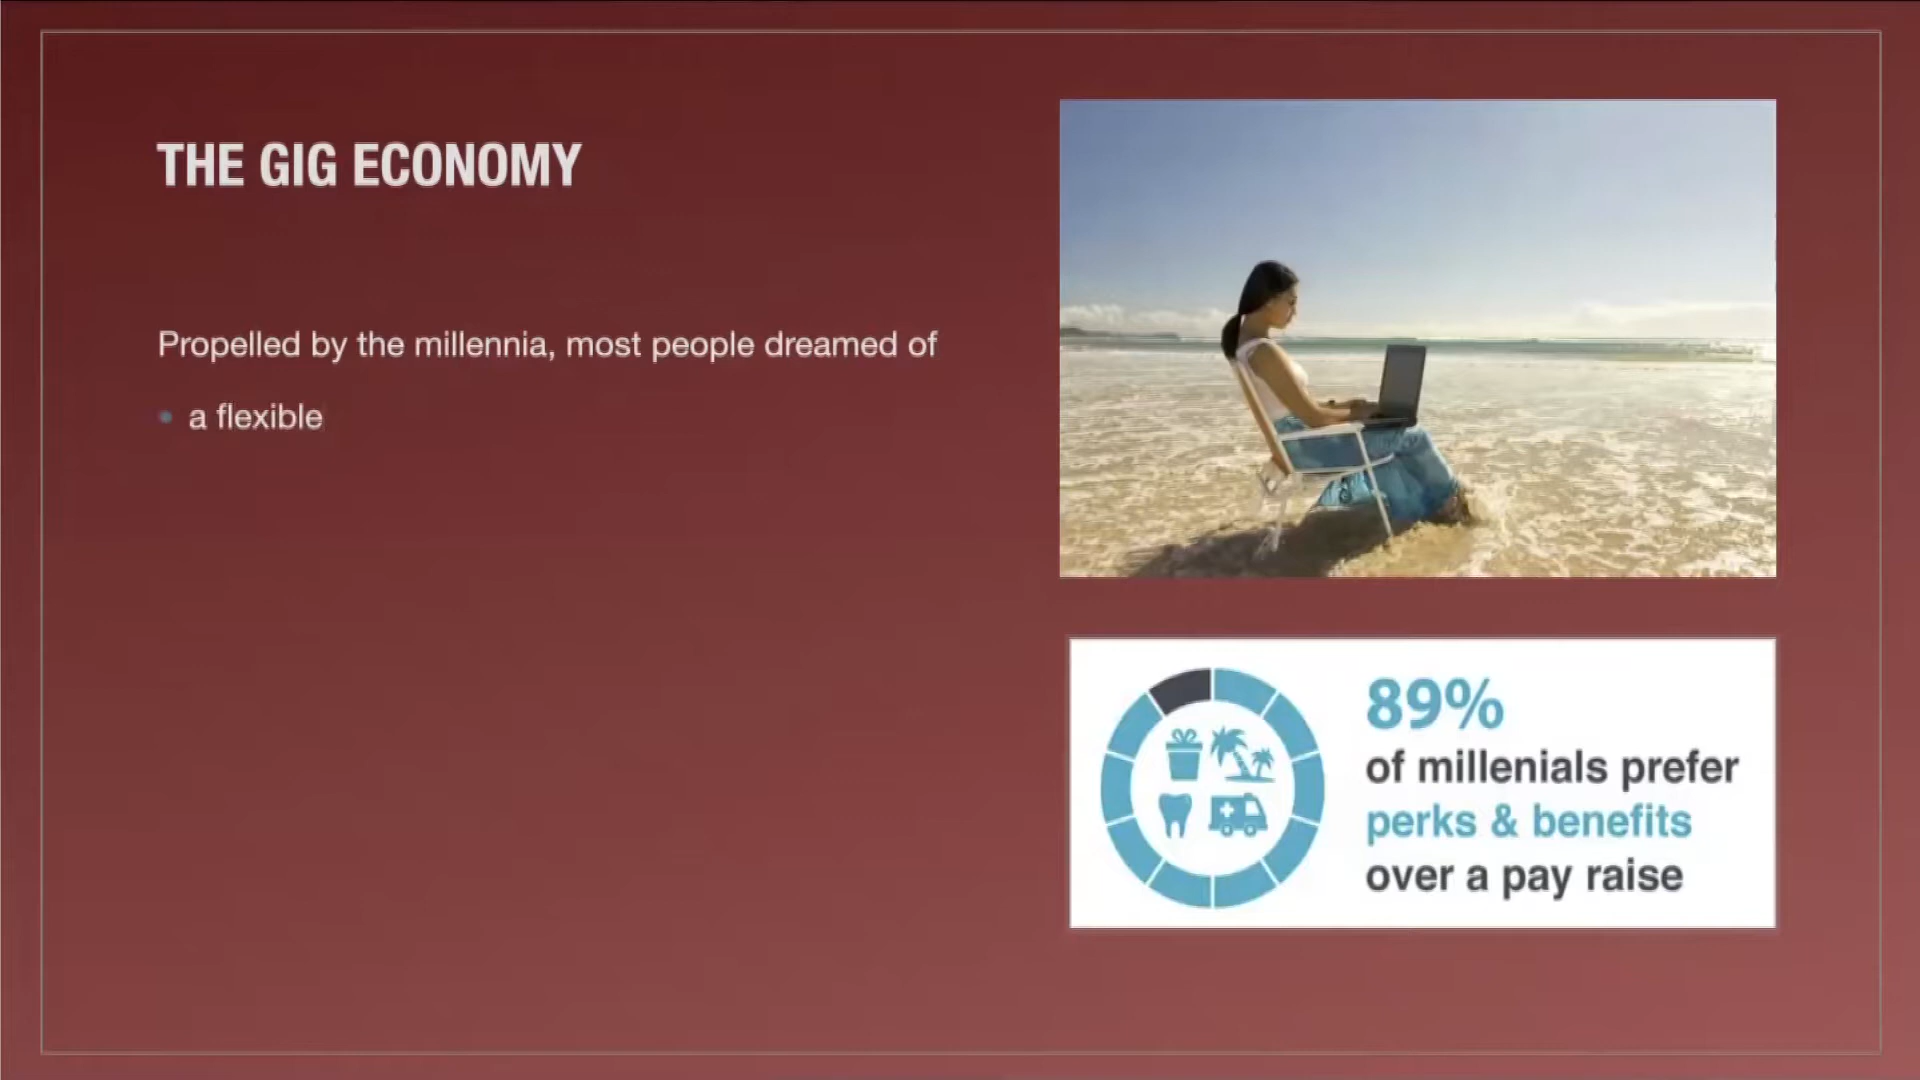 THE GIG ECONOMY
Propelled by the millennia, most people dreamed of
a flexible
89%
of millenials prefer
perks & benefits
over a pay raise